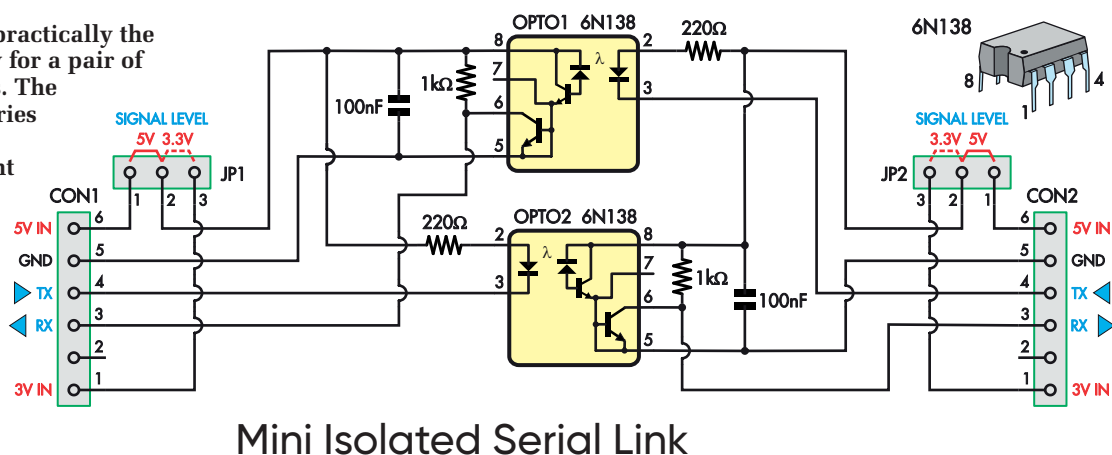 practically the
for a pair of
. The
ries
nt
OPTO1 6N138
220Ω
6N138
8
7
6
5
2
3
λ
8
1
4
1kΩ
100nF
SIGNAL LEVEL
5V 3.3V
JP1
1 2 3
CON1
5V IN 6
GND 5
TX 4
RX 3
2
3V IN 1
220Ω
OPTO2 6N138
2
3
λ
8
7
6
5
1kΩ
100nF
SIGNAL LEVEL
3.3V 5V
JP2
3 2 1
CON2
6 5V IN
5 GND
4 TX
3 RX
2
1 3V IN
Mini Isolated Serial Link